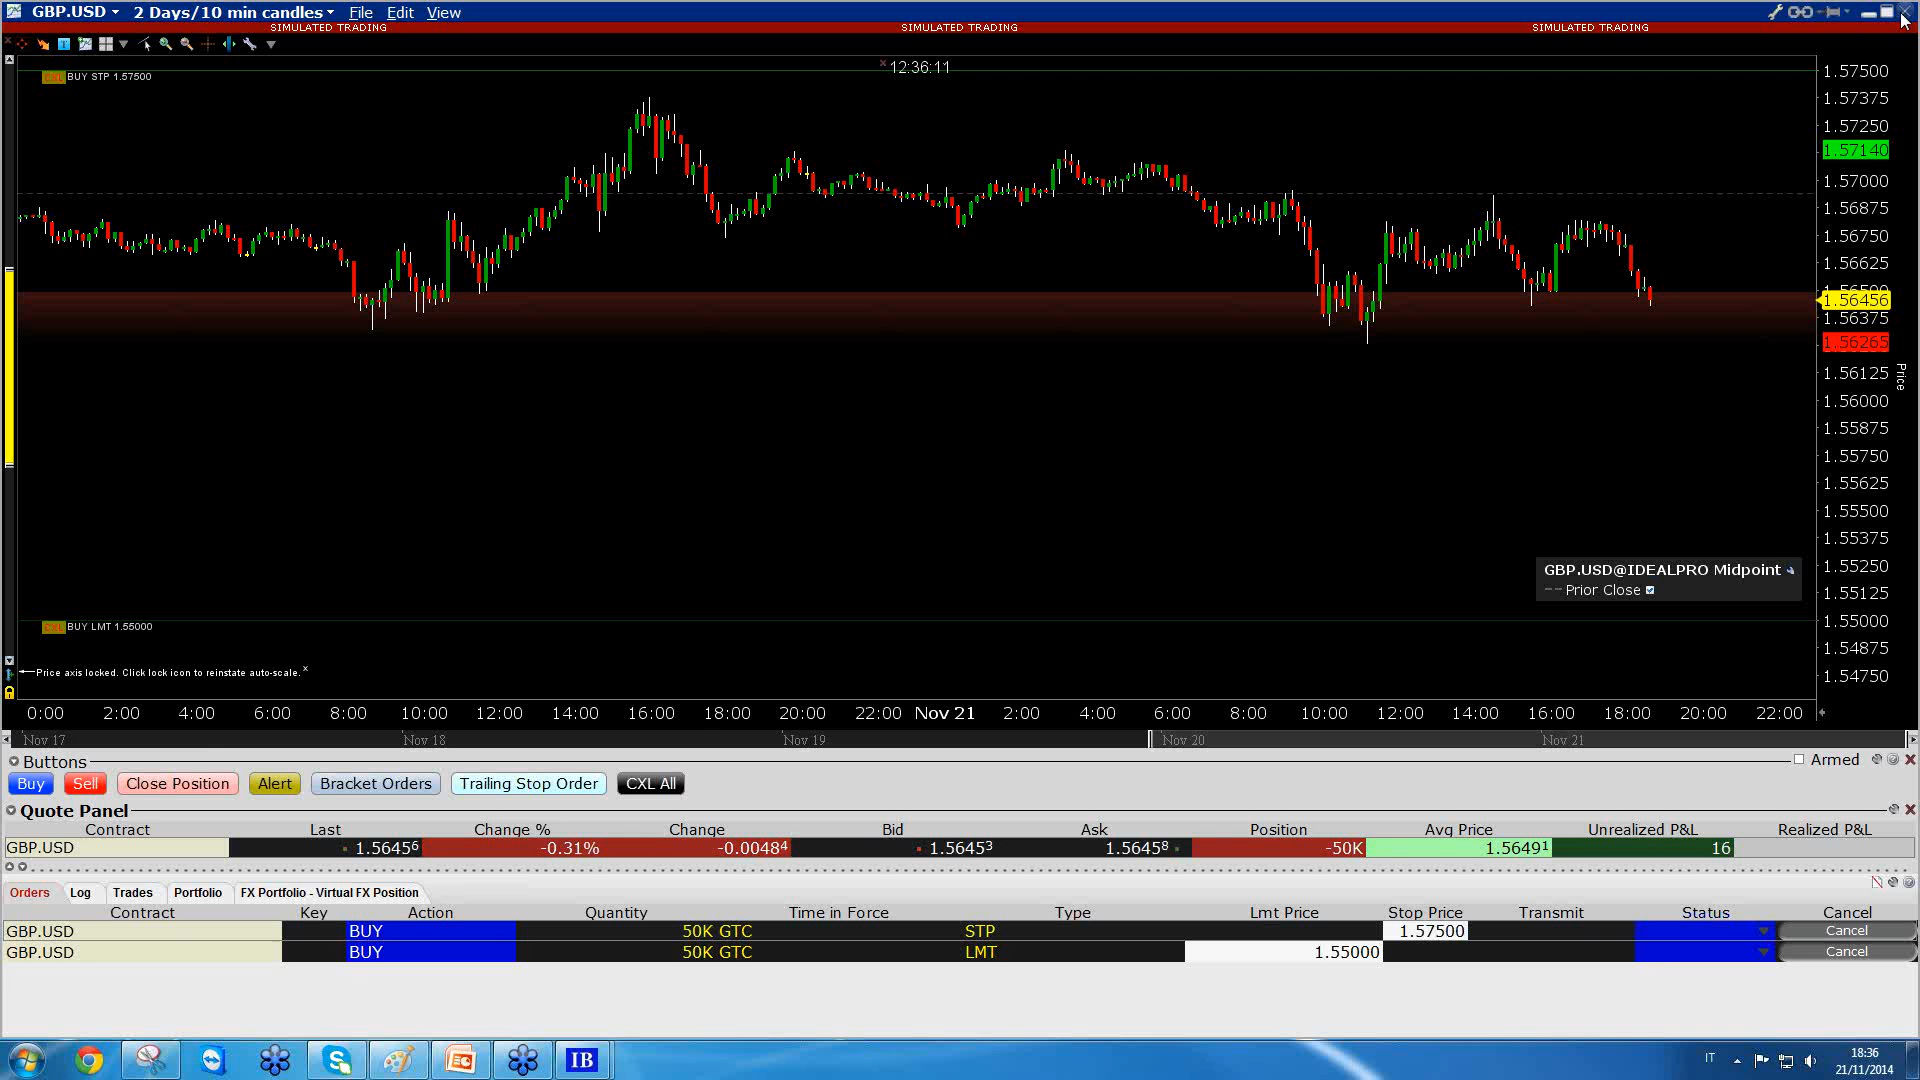 GBP.USD 2 Days/10 min candles File Edit View
SIMULATED TRADING SIMULATED TRADING SIMULATED TRADING
12:36:11
CXL BUY STP 1.57500
1.57500
1.57375
1.57250
1.57140
1.57000
1.56875
1.56750
1.56625
1.56500
1.56456
1.56375
1.56265
1.56125
1.56000
1.55875
1.55750
1.55625
1.55500
1.55375
1.55250
1.55125
1.55000
1.54875
1.54750
Price
GBP.USD@IDEALPRO Midpoint
Prior Close
CXL BUY LMT 1.55000
Price axis locked. Click lock icon to reinstate auto-scale. x
0:00 2:00 4:00 6:00 8:00 10:00 12:00 14:00 16:00 18:00 20:00 22:00 Nov 21 2:00 4:00 6:00 8:00 10:00 12:00 14:00 16:00 18:00 20:00 22:00
Nov 17 Nov 18 Nov 19 Nov 20 Nov 21
Buttons Armed
Buy Sell Close Position Alert Bracket Orders Trailing Stop Order CXL All
Quote Panel
Contract Last Change % Change Bid Ask Position Avg Price Unrealized P&L Realized P&L
GBP.USD 1.56456 -0.31% -0.00484 1.56453 1.56458 -50K 1.56491 16
Orders Log Trades Portfolio FX Portfolio - Virtual FX Position
Contract Key Action Quantity Time in Force Type Lmt Price Stop Price Transmit Status Cancel
GBP.USD BUY 50K GTC STP 1.57500 Cancel
GBP.USD BUY 50K GTC LMT 1.55000 Cancel
IB
IT
18:36
21/11/2014